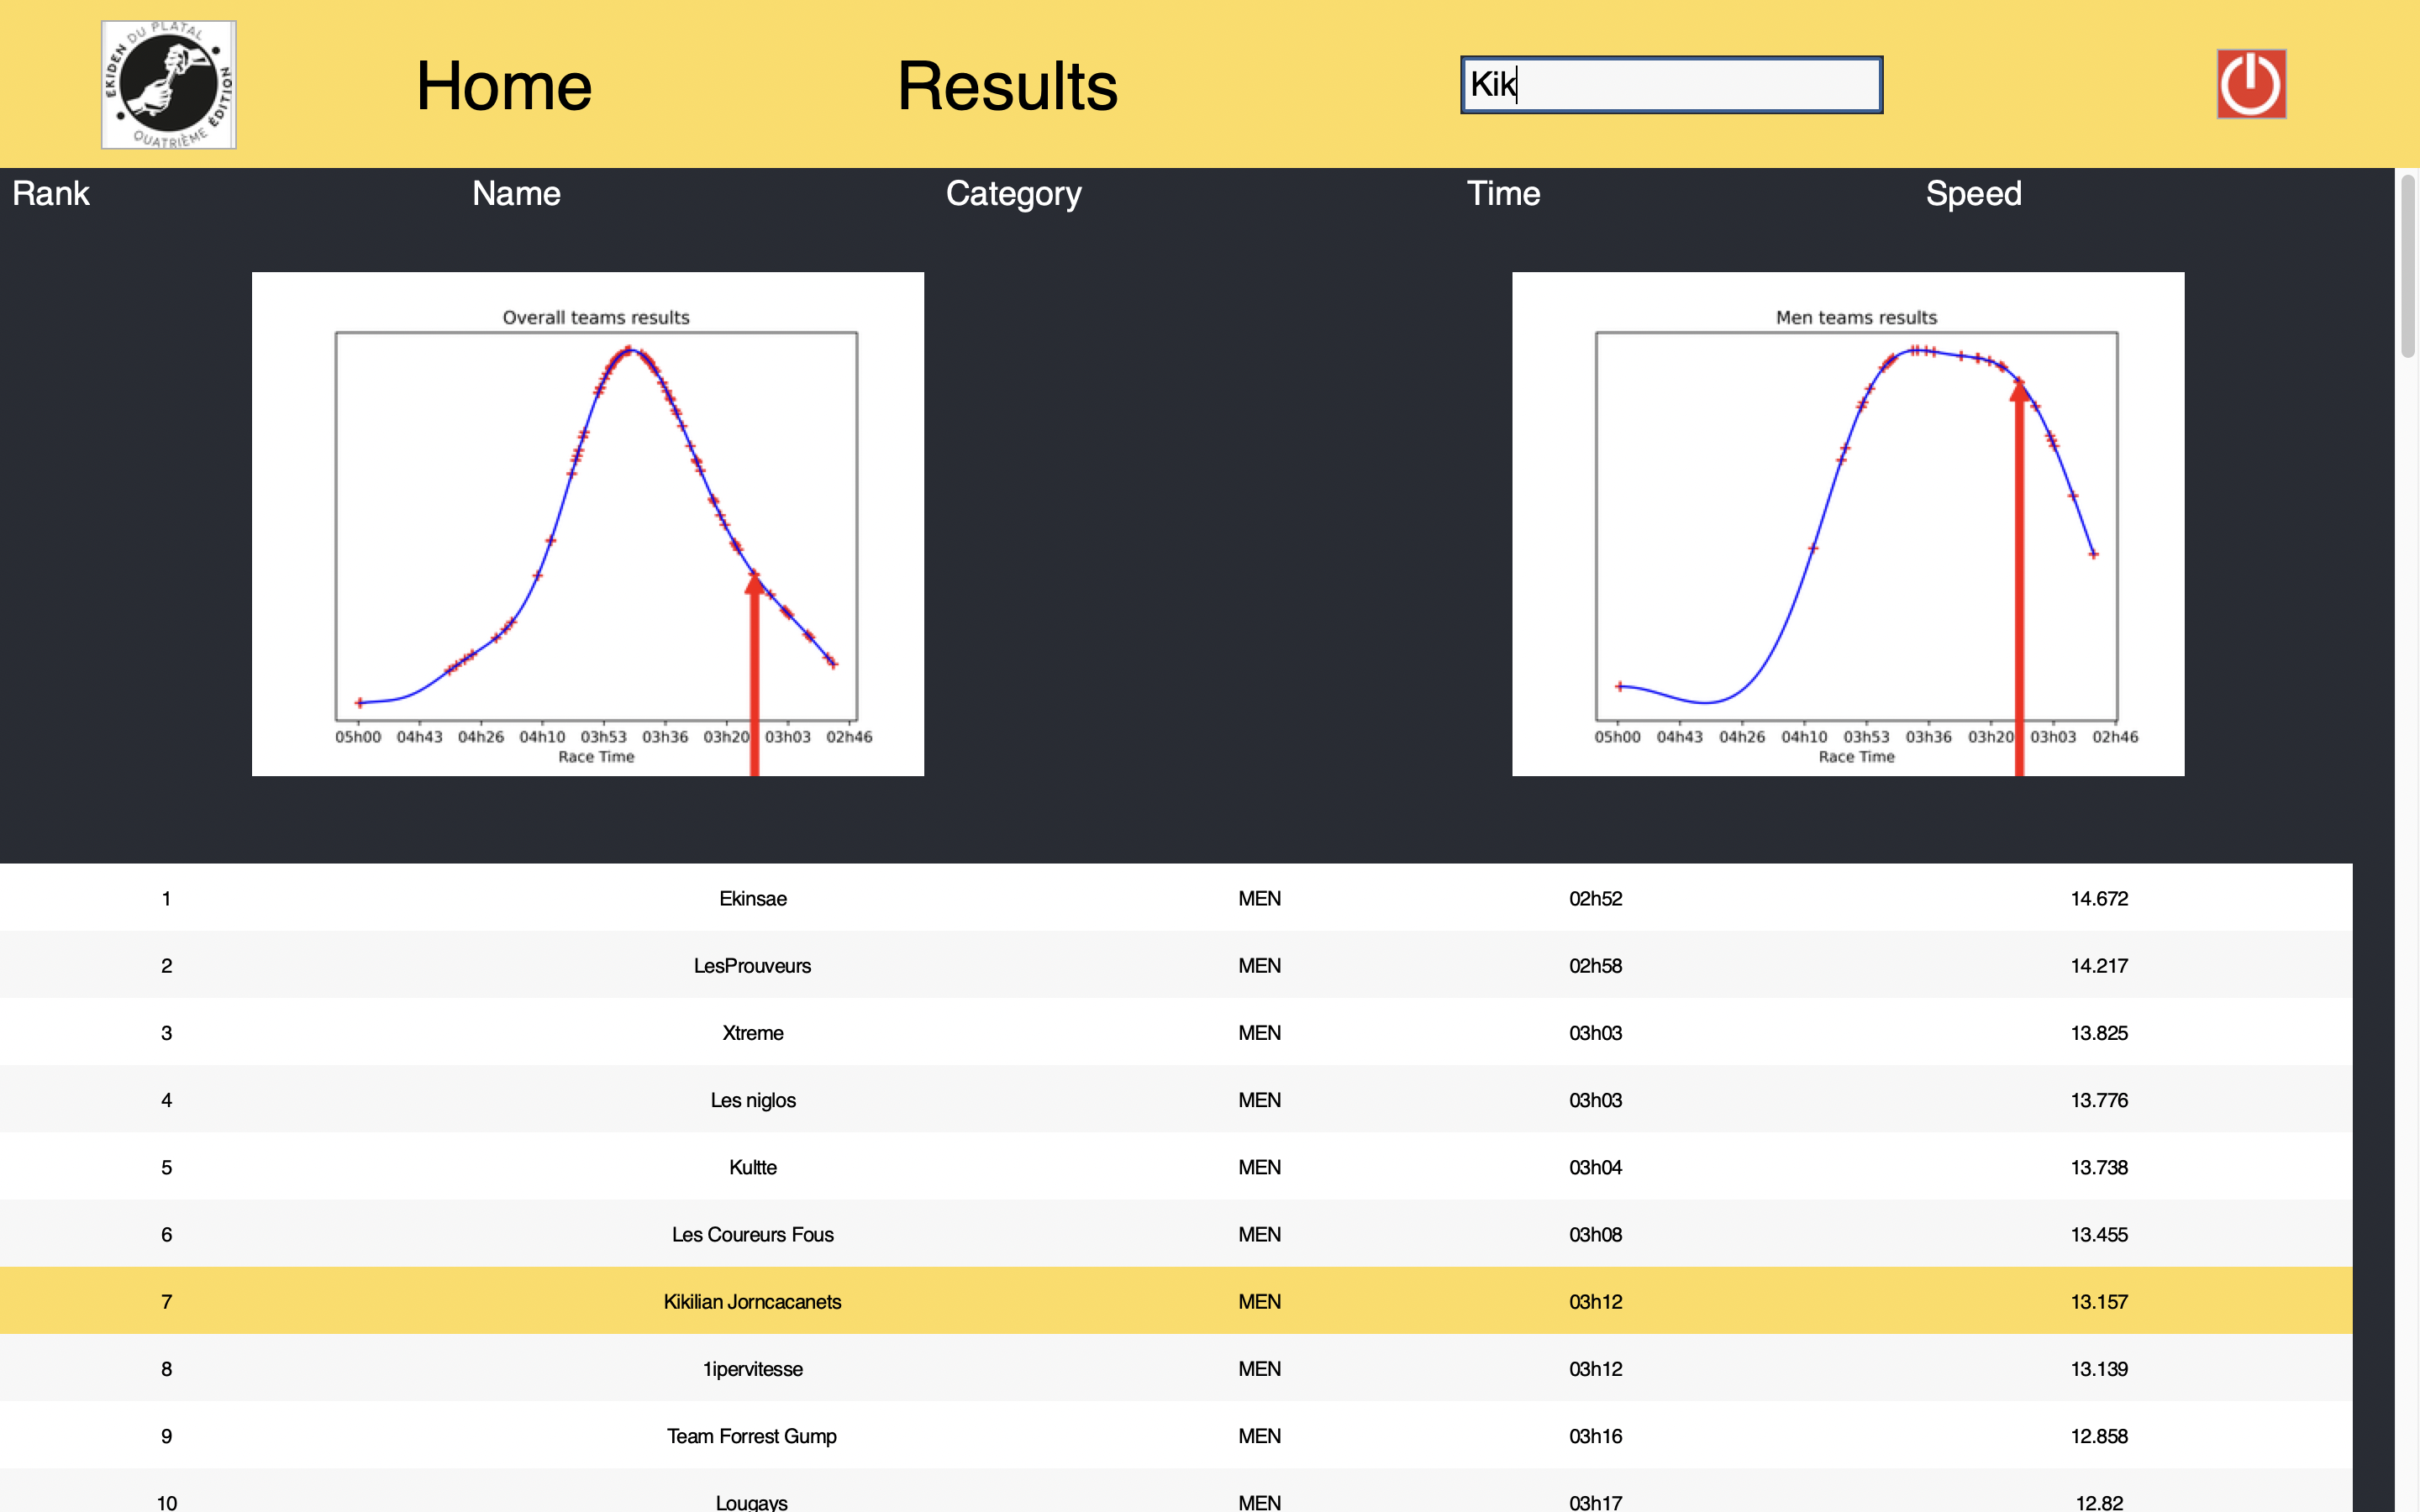 EKIDEN DU PLATAL
QUATRIÈME ÉDITION
Home
Results
Kik
Rank Name Category Time Speed
Overall teams results
05h00 04h43 04h26 04h10 03h53 03h36 03h20 03h03 02h46
Race Time
Men teams results
05h00 04h43 04h26 04h10 03h53 03h36 03h20 03h03 02h46
Race Time
1 Ekinsae MEN 02h52 14.672
2 LesProuveurs MEN 02h58 14.217
3 Xtreme MEN 03h03 13.825
4 Les niglos MEN 03h03 13.776
5 Kultte MEN 03h04 13.738
6 Les Coureurs Fous MEN 03h08 13.455
7 Kikilian Jorncacanets MEN 03h12 13.157
8 1ipervitesse MEN 03h12 13.139
9 Team Forrest Gump MEN 03h16 12.858
10 Lougays MEN 03h17 12.82